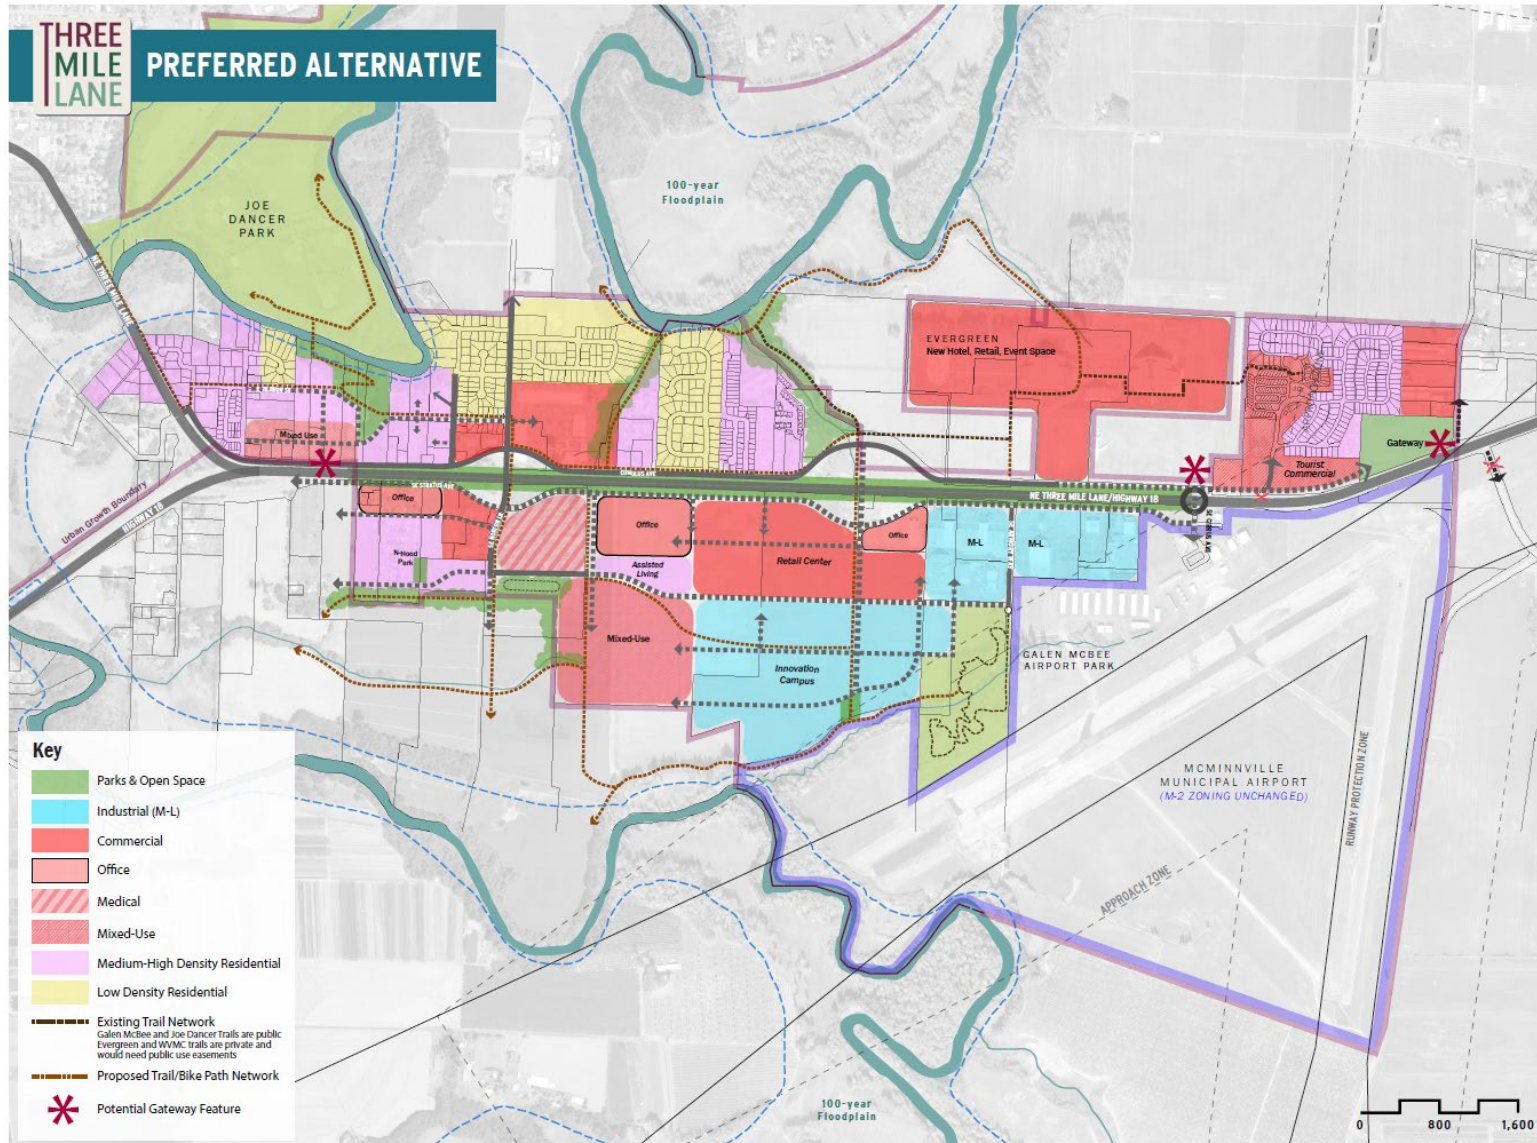 THREE
MILE
LANE
PREFERRED ALTERNATIVE
100-year
Floodplain
JOE
DANCER
PARK
EVERGREEN
New Hotel, Retail, Event Space
Mixed Use
Gateway
Tourist
Commercial
Urban Growth Boundary
HIGHWAY 18
NE THREE MILE LANE/HIGHWAY 18
Office
Office
Office
N-Hood
Park
Assisted
Living
Retail Center
M-L
M-L
Mixed-Use
Innovation
Campus
GALEN MCBEE
AIRPORT PARK
MCMINNVILLE
MUNICIPAL AIRPORT
(M-2 ZONING UNCHANGED)
RUNWAY PROTECTION ZONE
APPROACH ZONE
Key
Parks & Open Space
Industrial (M-L)
Commercial
Office
Medical
Mixed-Use
Medium-High Density Residential
Low Density Residential
Existing Trail Network
Galen McBee and Joe Dancer Trails are public
Evergreen and WVMC trails are private and
would need public use easements
Proposed Trail/Bike Path Network
Potential Gateway Feature
100-year
Floodplain
0 800 1,600